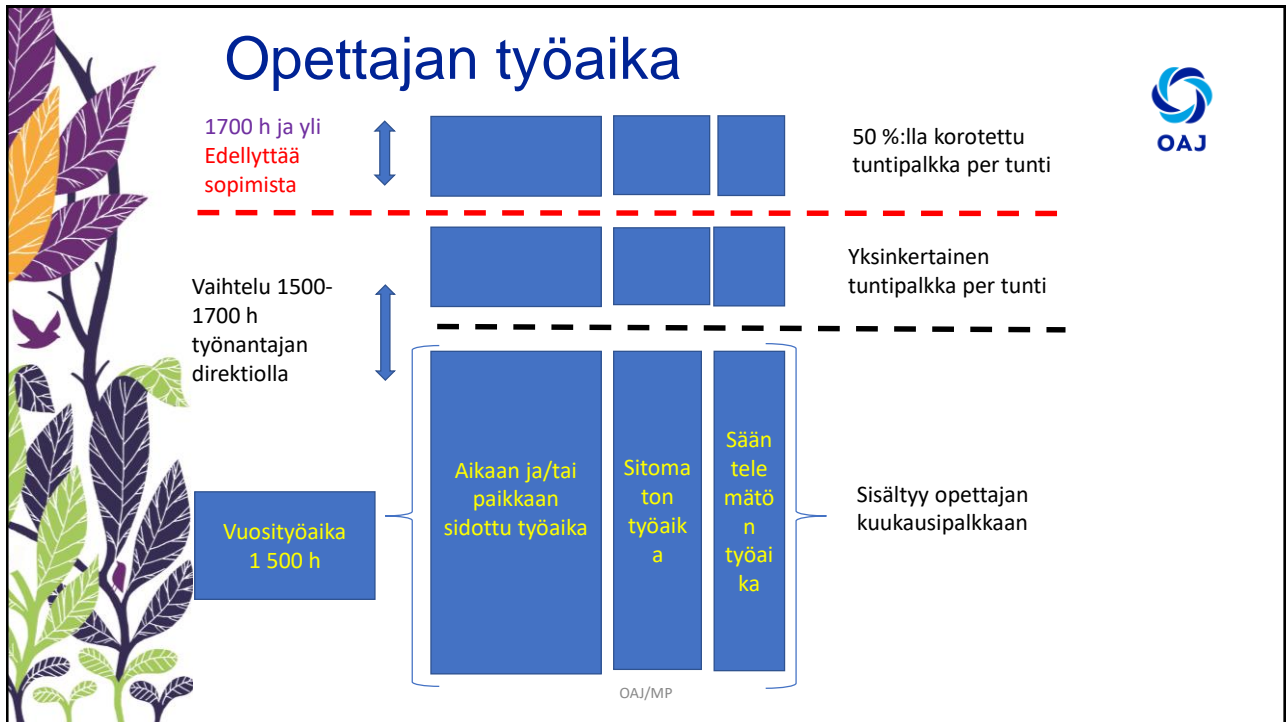 Opettajan työaika
OAJ
1700 h ja yli
Edellyttää
sopimista
50 %:lla korotettu
tuntipalkka per tunti
Vaihtelu 1500-
1700 h
työnantajan
direktiolla
Yksinkertainen
tuntipalkka per tunti
Vuosityöaika
1 500 h
Aikaan ja/tai
paikkaan
sidottu työaika
Sitoma
ton
työaik
a
Sään
tele
mätö
n
työai
ka
Sisältyy opettajan
kuukausipalkkaan
OAJ/MP